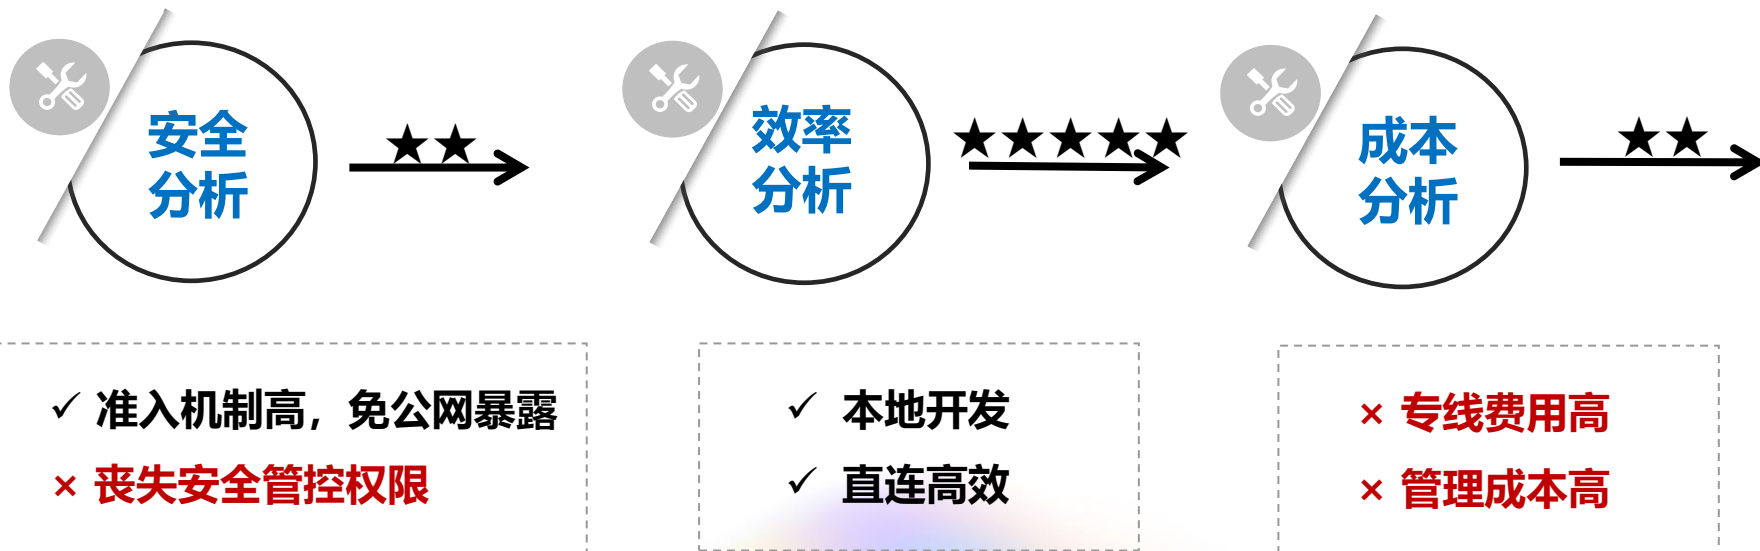 安全
分析
★★
效率
分析
★★★★★
成本
分析
★★
✓ 准入机制高，免公网暴露
× 丧失安全管控权限
✓ 本地开发
✓ 直连高效
× 专线费用高
× 管理成本高